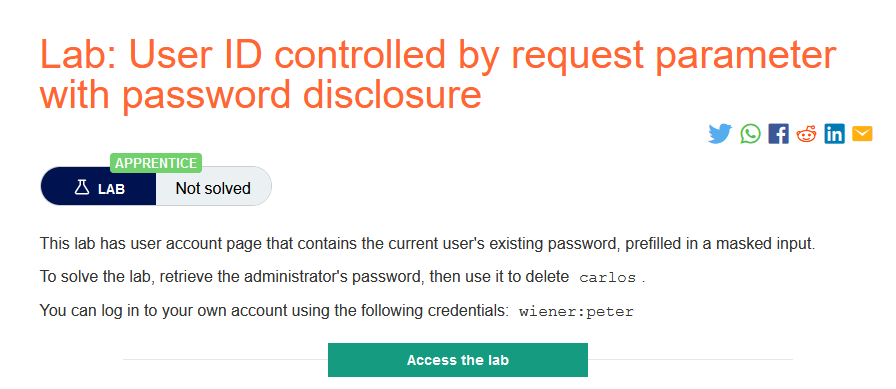 Lab: User ID controlled by request parameter
with password disclosure
APPRENTICE
LAB
Not solved
This lab has user account page that contains the current user's existing password, prefilled in a masked input.
To solve the lab, retrieve the administrator's password, then use it to delete carlos .
You can log in to your own account using the following credentials: wiener:peter
Access the lab